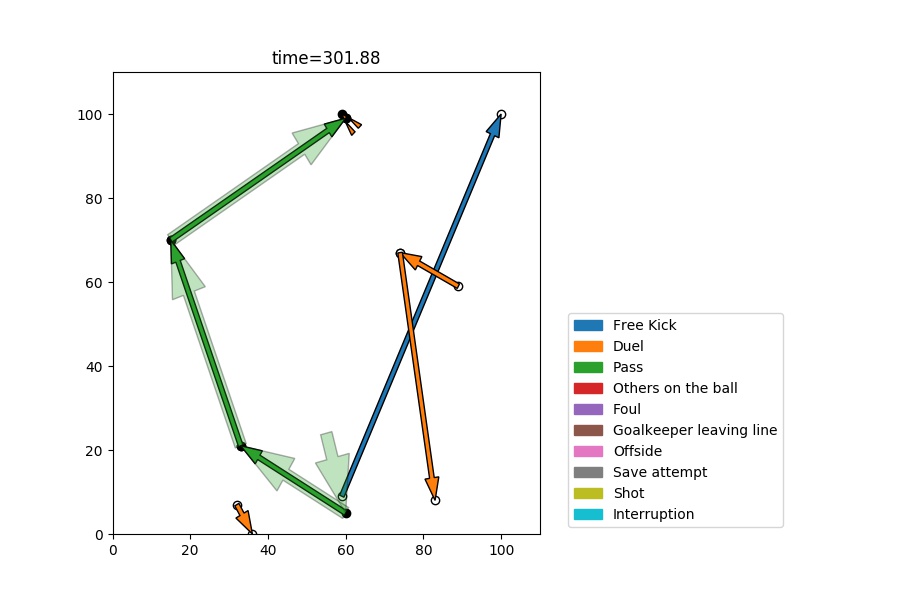 time=301.88
100
80
60
40
20
0
0
20
40
60
80
100
Free Kick
Duel
Pass
Others on the ball
Foul
Goalkeeper leaving line
Offside
Save attempt
Shot
Interruption